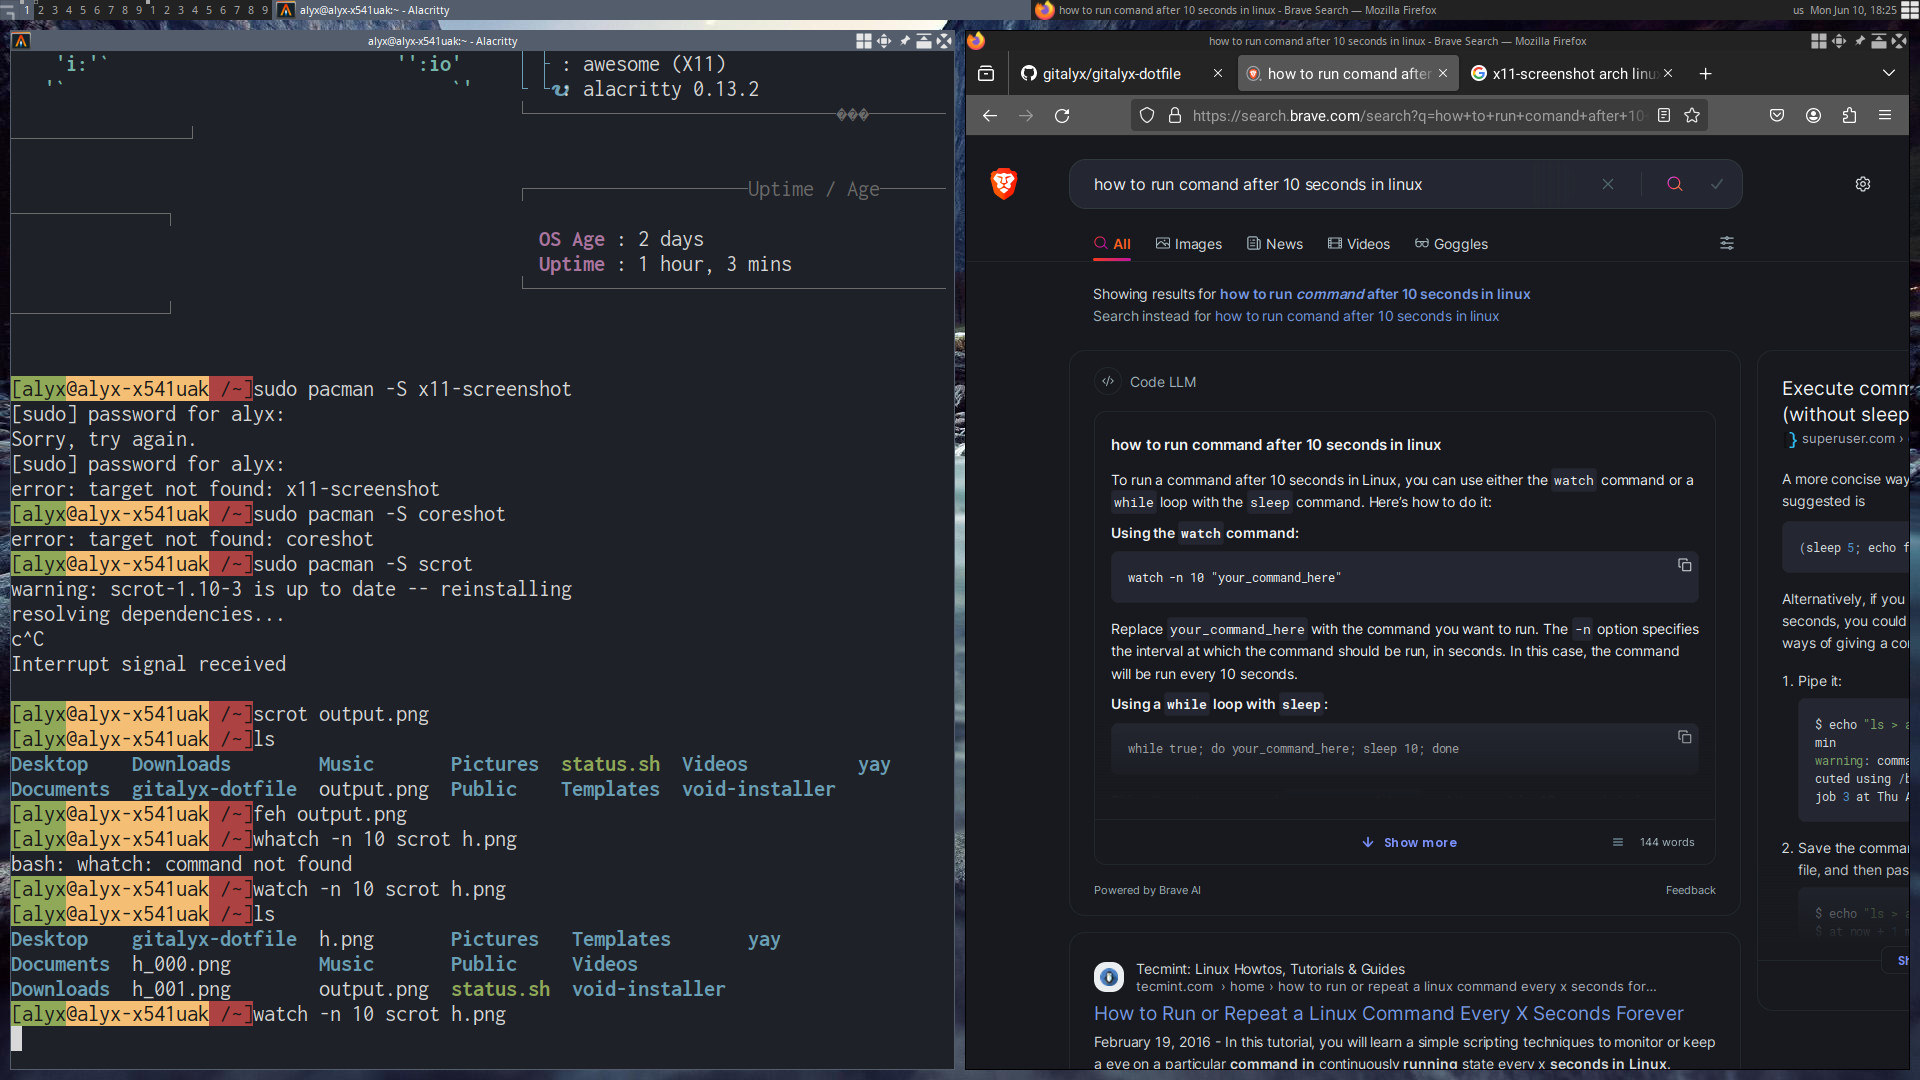 1 2 3 4 5 6 7 8 9 1 2 3 4 5 6 7 8 9 alyx@alyx-x541uak:~ - Alacritty
how to run comand after 10 seconds in linux - Brave Search — Mozilla Firefox
us Mon Jun 10, 18:25
alyx@alyx-x541uak:~ - Alacritty
'i:'` '':io'
'` `'
: awesome (X11)
: alacritty 0.13.2
���
Uptime / Age
OS Age : 2 days
Uptime : 1 hour, 3 mins
[alyx@alyx-x541uak /~]sudo pacman -S x11-screenshot
[sudo] password for alyx:
Sorry, try again.
[sudo] password for alyx:
error: target not found: x11-screenshot
[alyx@alyx-x541uak /~]sudo pacman -S coreshot
error: target not found: coreshot
[alyx@alyx-x541uak /~]sudo pacman -S scrot
warning: scrot-1.10-3 is up to date -- reinstalling
resolving dependencies...
c^C
Interrupt signal received
[alyx@alyx-x541uak /~]scrot output.png
[alyx@alyx-x541uak /~]ls
Desktop Downloads Music Pictures status.sh Videos yay
Documents gitalyx-dotfile output.png Public Templates void-installer
[alyx@alyx-x541uak /~]feh output.png
[alyx@alyx-x541uak /~]whatch -n 10 scrot h.png
bash: whatch: command not found
[alyx@alyx-x541uak /~]watch -n 10 scrot h.png
[alyx@alyx-x541uak /~]ls
Desktop gitalyx-dotfile h.png Pictures Templates yay
Documents h_000.png Music Public Videos
Downloads h_001.png output.png status.sh void-installer
[alyx@alyx-x541uak /~]watch -n 10 scrot h.png
how to run comand after 10 seconds in linux - Brave Search — Mozilla Firefox
gitalyx/gitalyx-dotfile
how to run comand after
x11-screenshot arch linu
https://search.brave.com/search?q=how+to+run+comand+after+10
how to run comand after 10 seconds in linux
All Images News Videos Goggles
Showing results for how to run command after 10 seconds in linux
Search instead for how to run comand after 10 seconds in linux
Code LLM
how to run command after 10 seconds in linux
To run a command after 10 seconds in Linux, you can use either the watch command or a
while loop with the sleep command. Here's how to do it:
Using the watch command:
watch -n 10 "your_command_here"
Replace your_command_here with the command you want to run. The -n option specifies
the interval at which the command should be run, in seconds. In this case, the command
will be run every 10 seconds.
Using a while loop with sleep:
while true; do your_command_here; sleep 10; done
Show more
144 words
Powered by Brave AI
Feedback
Tecmint: Linux Howtos, Tutorials & Guides
tecmint.com › home › how to run or repeat a linux command every x seconds for...
How to Run or Repeat a Linux Command Every X Seconds Forever
February 19, 2016 - In this tutorial, you will learn a simple scripting techniques to monitor or keep
a eye on a particular command in continuously running state every x seconds in Linux.
Execute comm
(without sleep
superuser.com ›
A more concise way
suggested is
(sleep 5; echo f
Alternatively, if you
seconds, you could
ways of giving a co
1. Pipe it:
$ echo "ls > a
min
warning: comma
cuted using /b
job 3 at Thu A
2. Save the comma
file, and then pas
$ echo "ls >
$ at now + 1 m
Sh